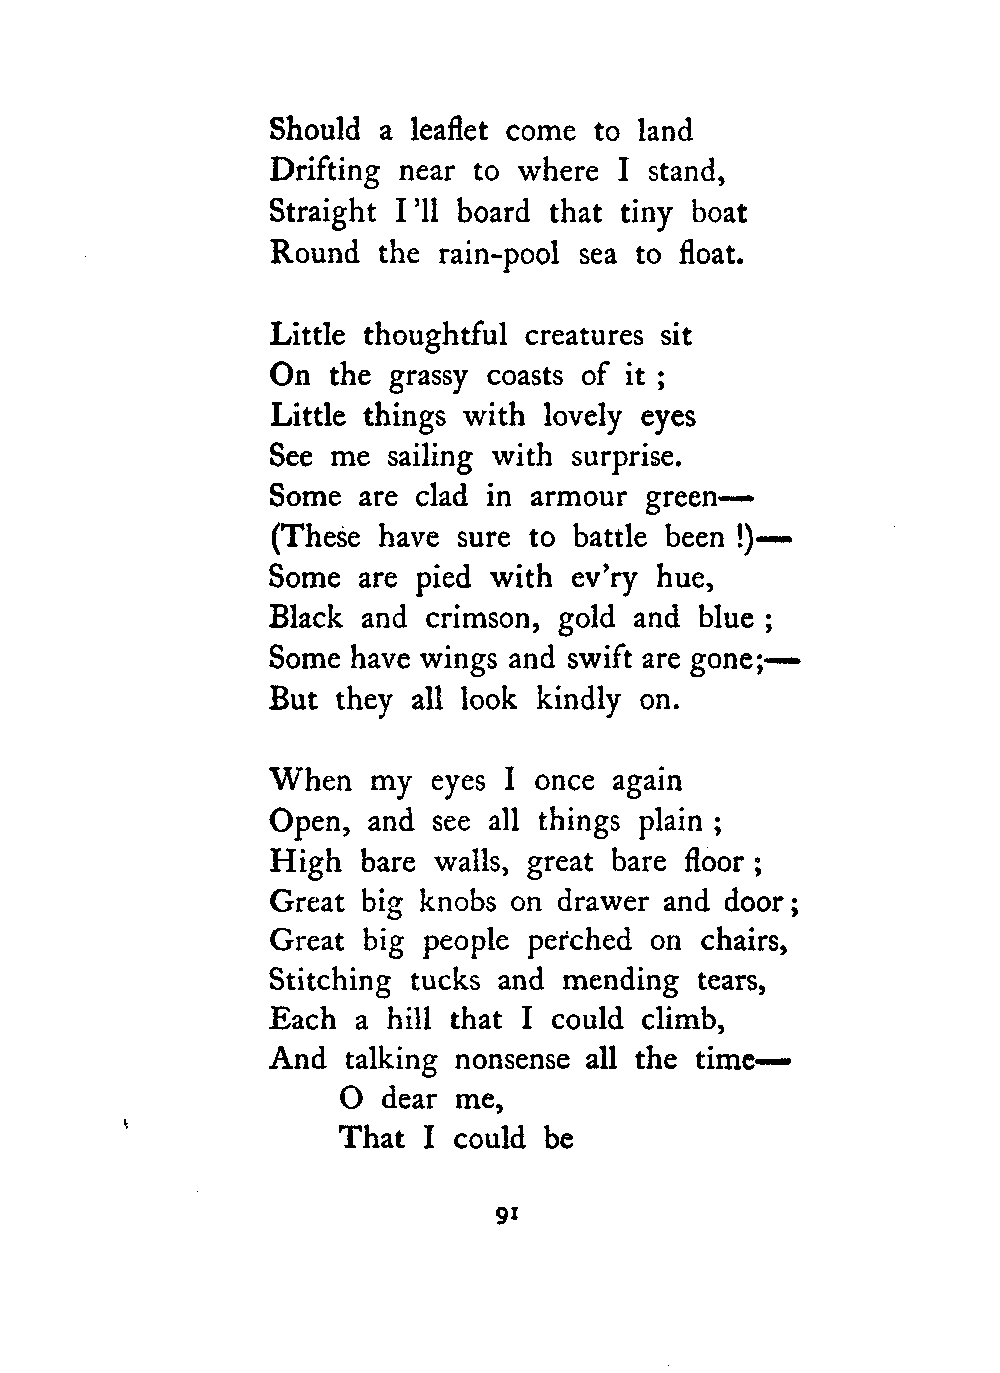 Should a leaflet come to land
Drifting near to where I stand,
Straight I'll board that tiny boat
Round the rain-pool sea to float.

Little thoughtful creatures sit
On the grassy coasts of it ;
Little things with lovely eyes
See me sailing with surprise.
Some are clad in armour green—
(These have sure to battle been !)—
Some are pied with ev'ry hue,
Black and crimson, gold and blue ;
Some have wings and swift are gone;—
But they all look kindly on.

When my eyes I once again
Open, and see all things plain ;
High bare walls, great bare floor ;
Great big knobs on drawer and door;
Great big people perched on chairs,
Stitching tucks and mending tears,
Each a hill that I could climb,
And talking nonsense all the time—
O dear me,
That I could be

91